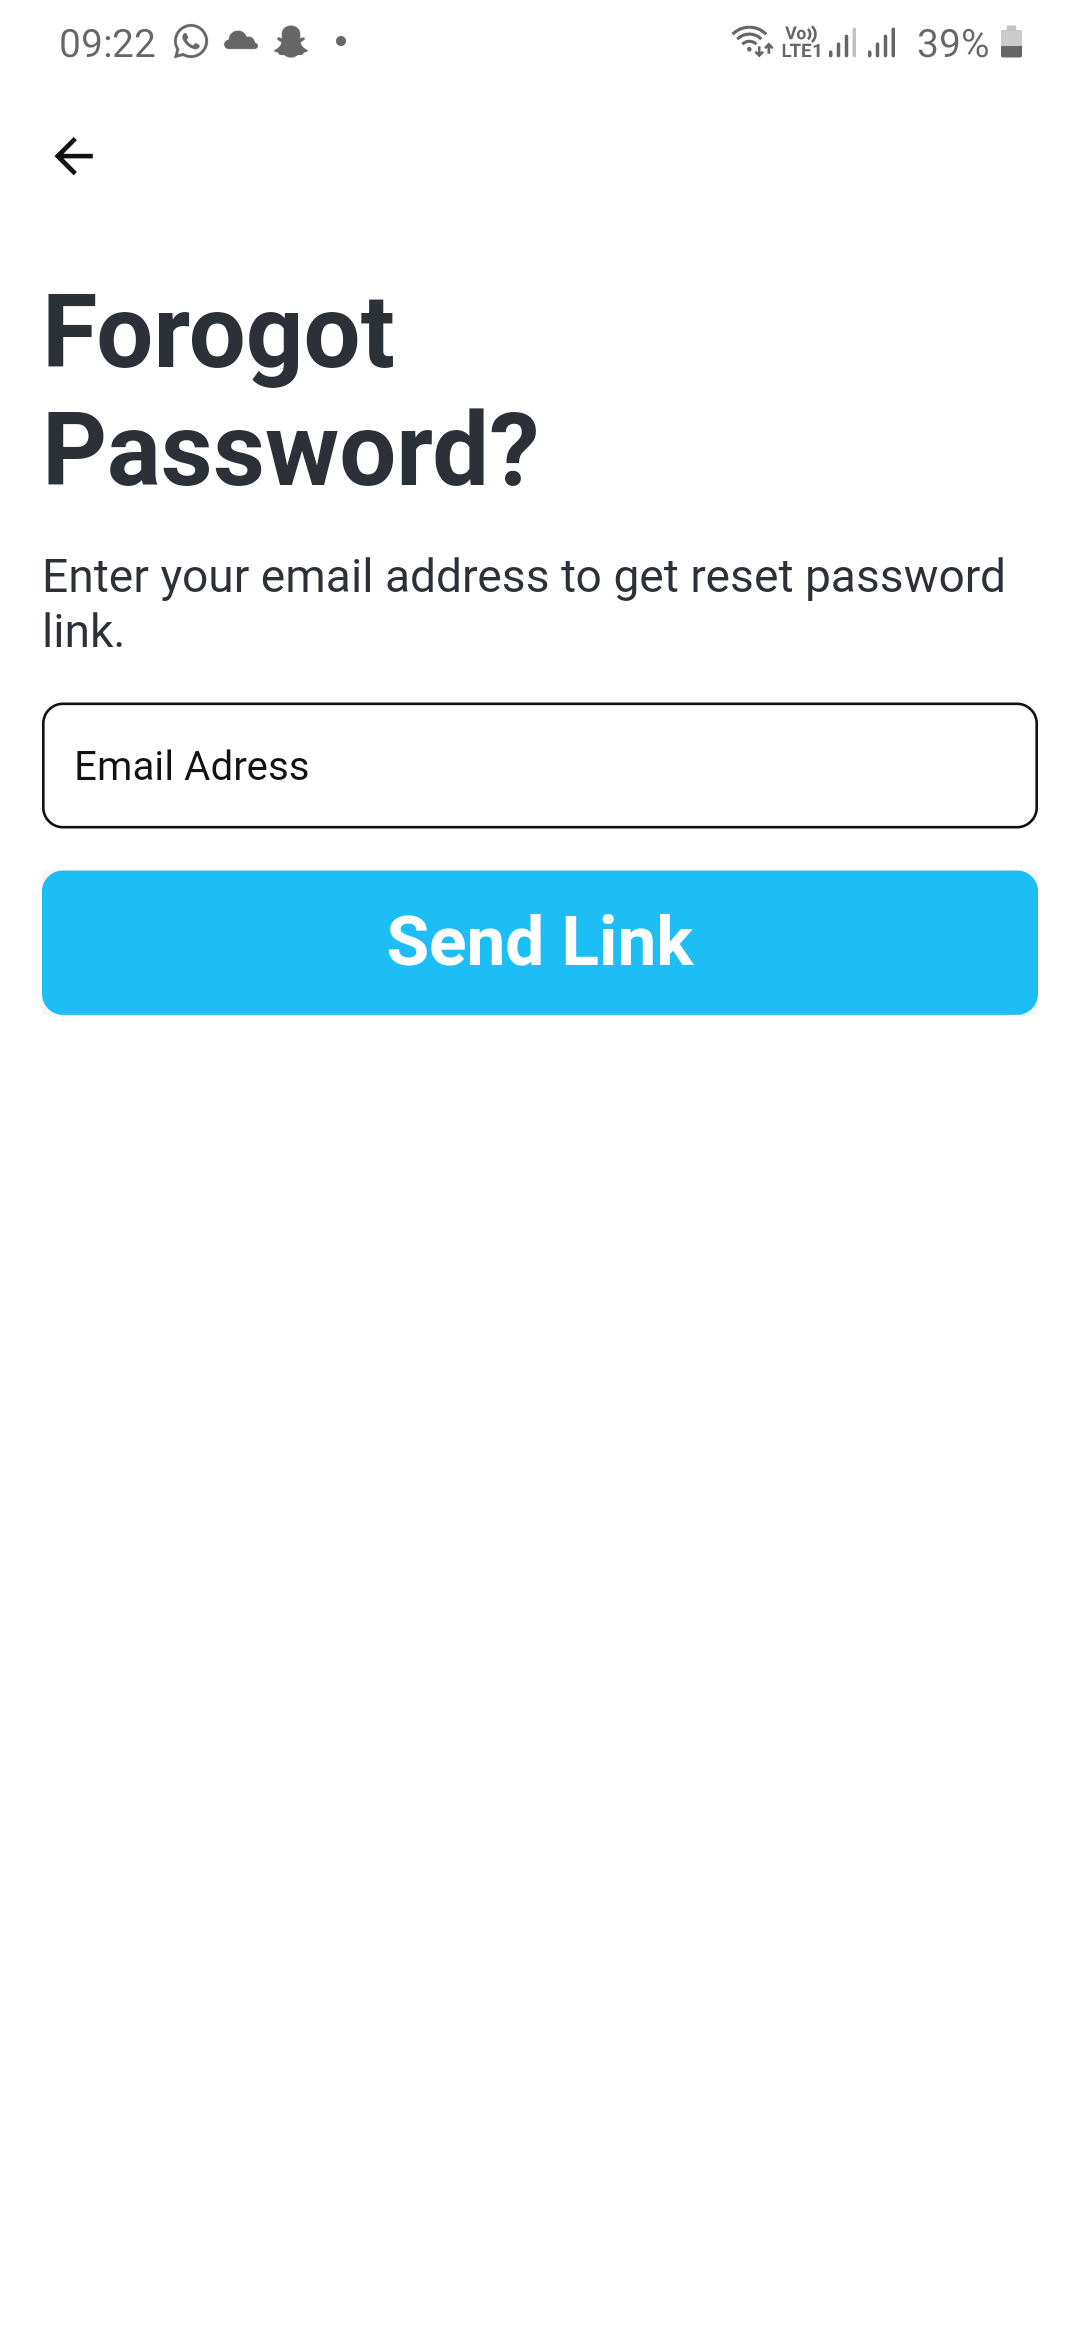 09:22 Vo)) LTE1 39%
Forogot
Password?
Enter your email address to get reset password
link.
Email Adress
Send Link